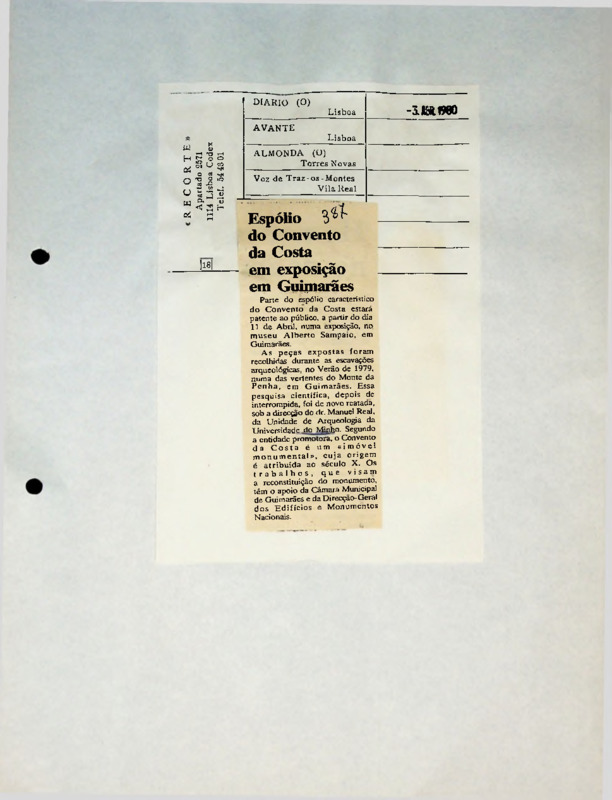 « RECORTE »
Apartado 2571
1114 Lisboa Codex
Telef. 54 43 01
18
DIARIO (O)
Lisboa
-3. ABR. 1980
AVANTE
Lisboa
ALMONDA (O)
Torres Novas
Voz de Traz-os-Montes
Vila Real
387
Espólio
do Convento
da Costa
em exposição
em Guimarães
Parte do espólio característico
do Convento da Costa estará
patente ao público, a partir do dia
11 de Abril, numa exposição, no
museu Alberto Sampaio, em
Guimarães.
As peças expostas foram
recolhidas durante as escavações
arqueológicas, no Verão de 1979,
numa das vertentes do Monte da
Penha, em Guimarães. Essa
pesquisa científica, depois de
interrompida, foi de novo reatada,
sob a direcção do dr. Manuel Real,
da Unidade de Arqueologia da
Universidade do Minho. Segundo
a entidade promotora, o Convento
da Costa é um «imóvel
monumental», cuja origem
é atribuída ao século X. Os
trabalhos, que visam
a reconstituição do monumento,
têm o apoio da Câmara Municipal
de Guimarães e da Direcção-Geral
dos Edifícios e Monumentos
Nacionais.